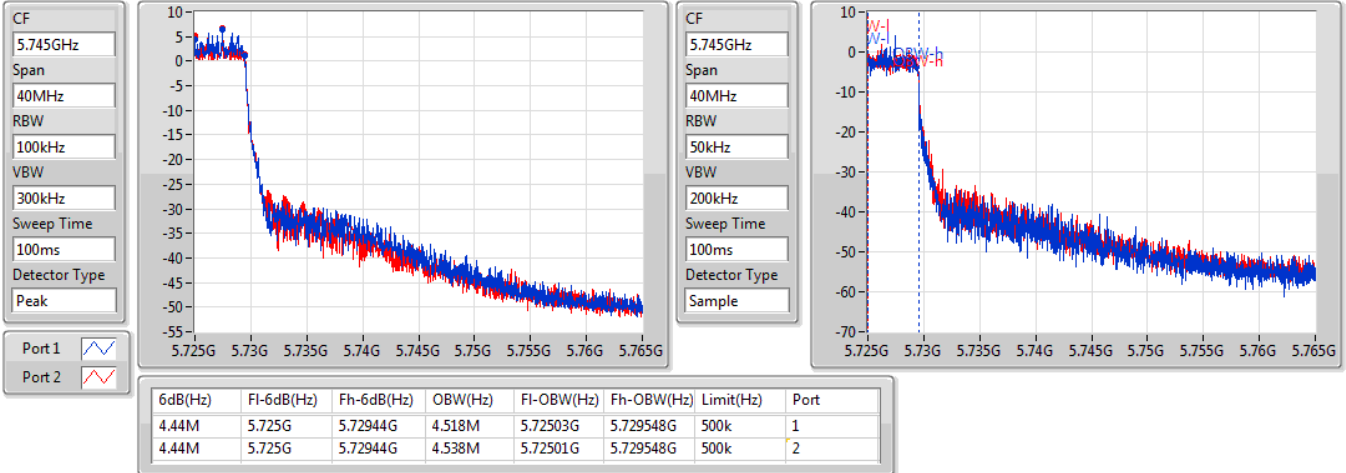 CF
5.745GHz
Span
40MHz
RBW
100kHz
VBW
300kHz
Sweep Time
100ms
Detector Type
Peak
Port 1
Port 2
10
5
0
-5
-10
-15
-20
-25
-30
-35
-40
-45
-50
-55
5.725G 5.73G 5.735G 5.74G 5.745G 5.75G 5.755G 5.76G 5.765G
CF
5.745GHz
Span
40MHz
RBW
50kHz
VBW
200kHz
Sweep Time
100ms
Detector Type
Sample
10
0
-10
-20
-30
-40
-50
-60
-70
W-l
W-l
OBW-h
5.725G 5.73G 5.735G 5.74G 5.745G 5.75G 5.755G 5.76G 5.765G
6dB(Hz) Fl-6dB(Hz) Fh-6dB(Hz) OBW(Hz) Fl-OBW(Hz) Fh-OBW(Hz) Limit(Hz) Port
4.44M 5.725G 5.72944G 4.518M 5.72503G 5.729548G 500k 1
4.44M 5.725G 5.72944G 4.538M 5.72501G 5.729548G 500k 2